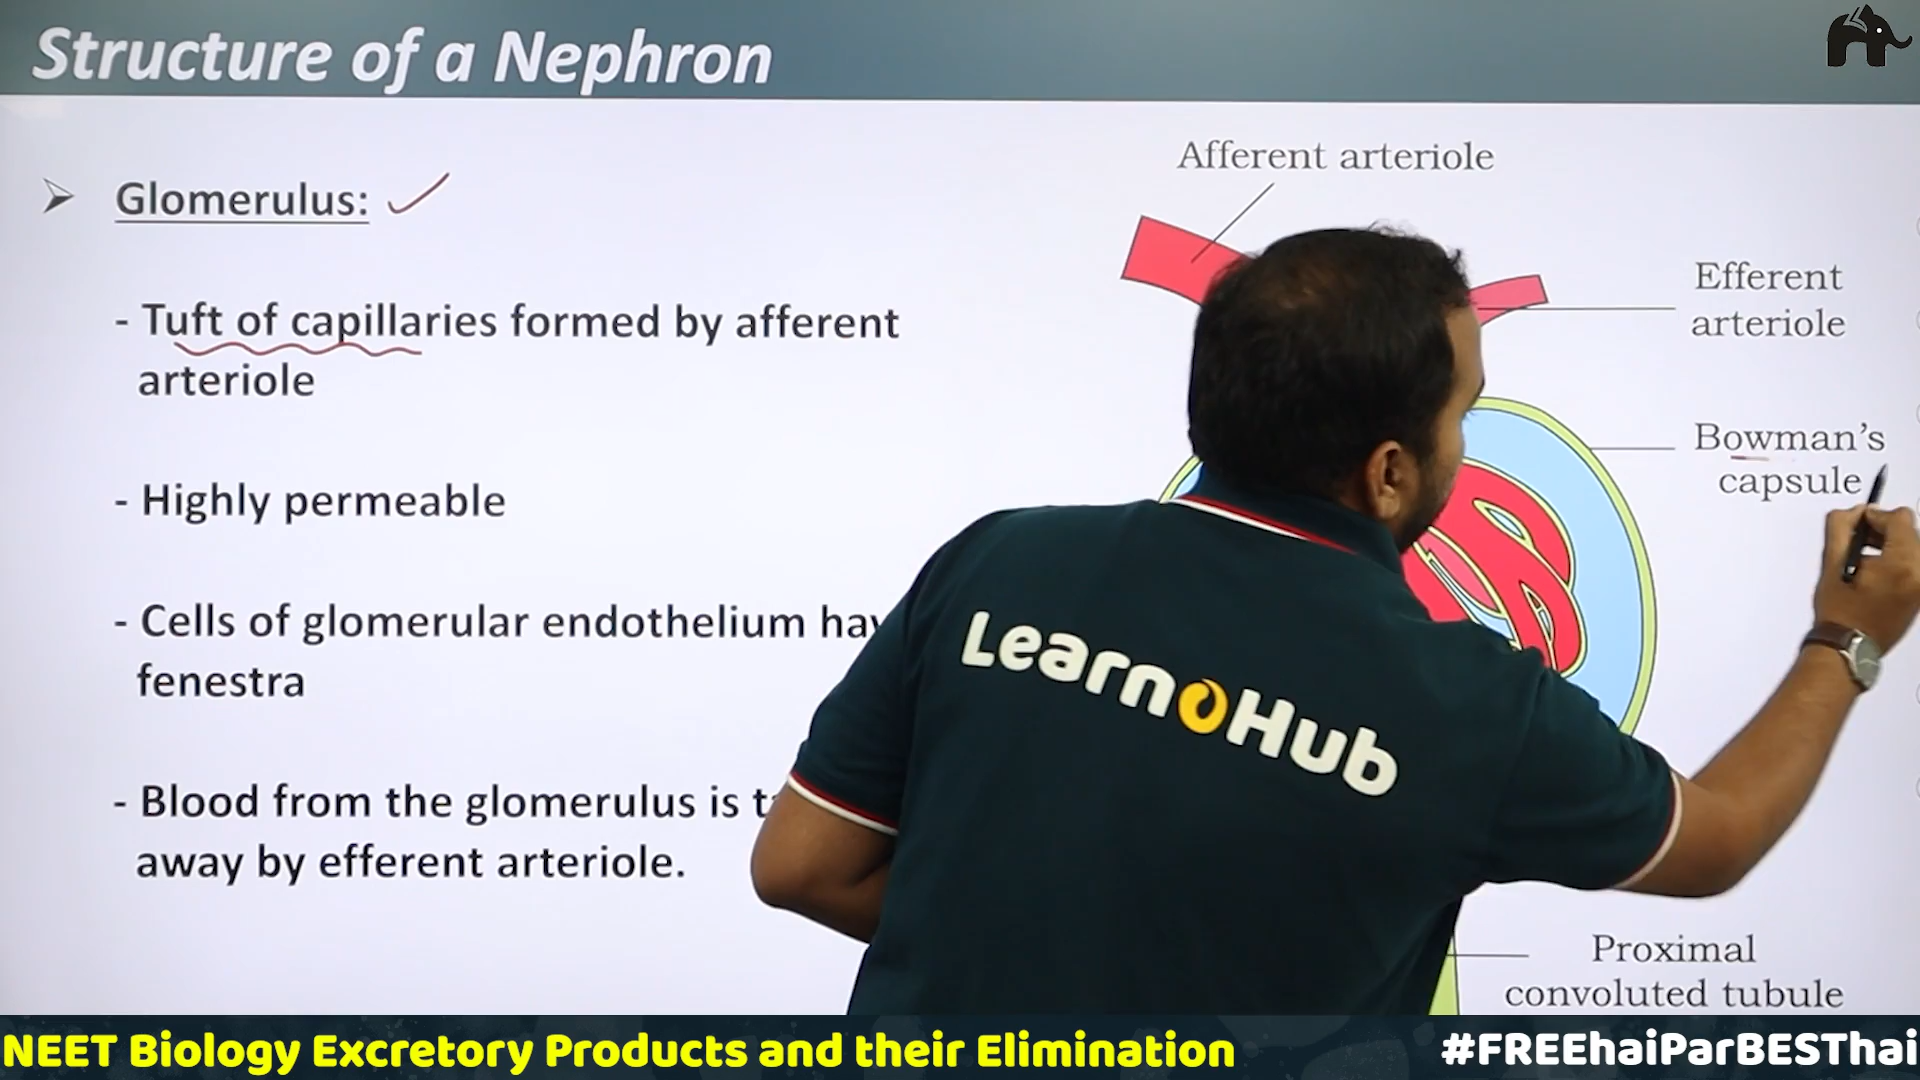 Structure of a Nephron
Glomerulus:
- Tuft of capillaries formed by afferent
arteriole
- Highly permeable
- Cells of glomerular endothelium
fenestra
- Blood from the glomerulus is
away by efferent arteriole.
Afferent arteriole
Efferent
arteriole
Bowman's
capsule
Proximal
convoluted tubule
LearnoHub
NEET Biology Excretory Products and their Elimination
#FREEhaiParBESThai